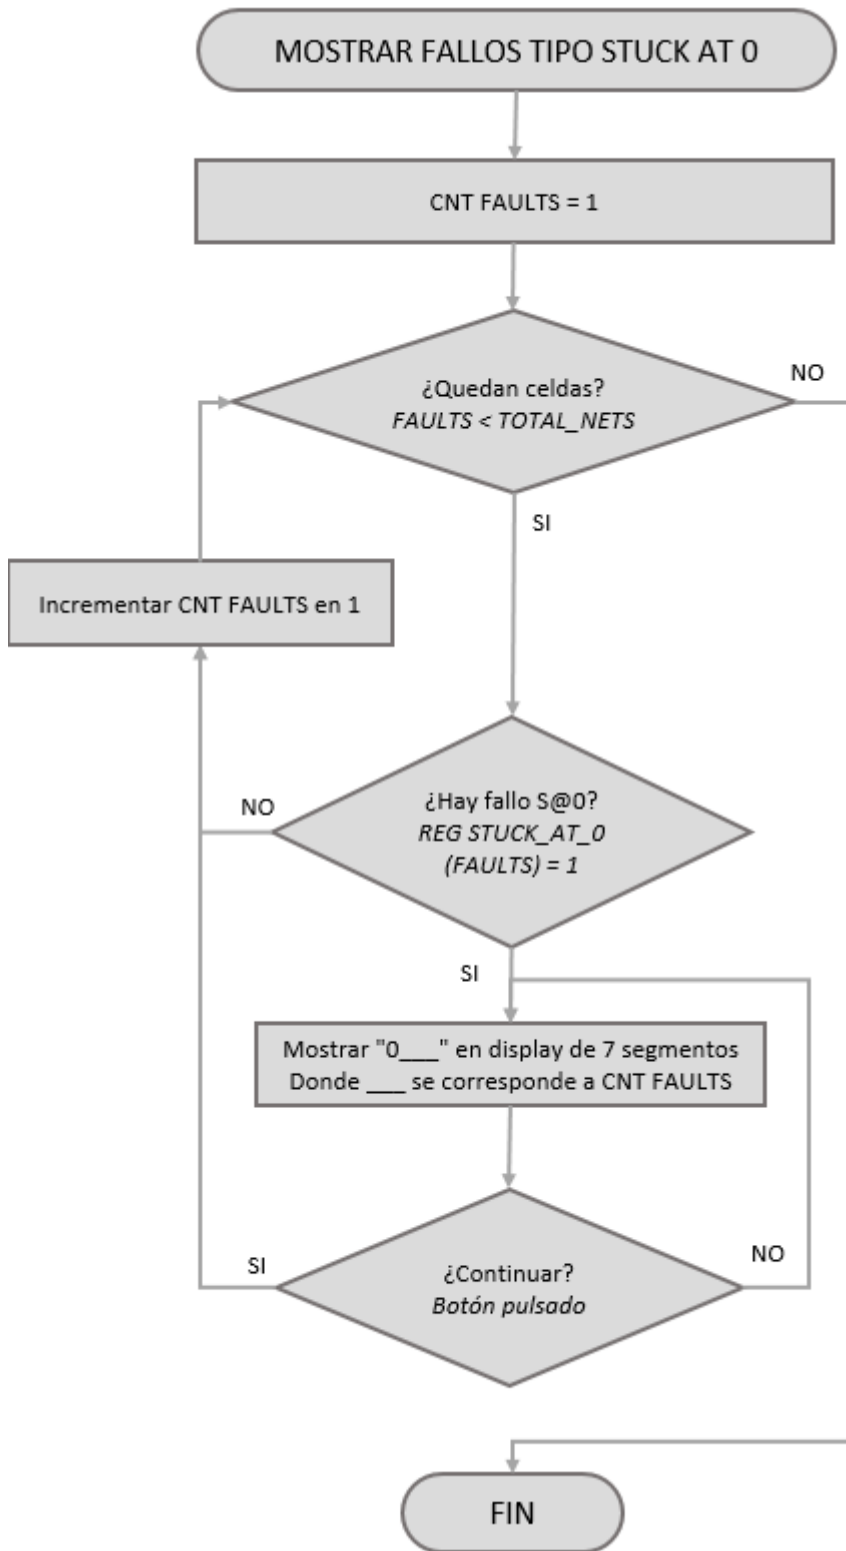 MOSTRAR FALLOS TIPO STUCK AT 0
CNT FAULTS = 1
¿Quedan celdas?
FAULTS < TOTAL_NETS
NO
SI
Incrementar CNT FAULTS en 1
¿Hay fallo S@0?
REG STUCK_AT_0
(FAULTS) = 1
NO
SI
Mostrar "0___" en display de 7 segmentos
Donde ___ se corresponde a CNT FAULTS
¿Continuar?
Botón pulsado
SI
NO
FIN